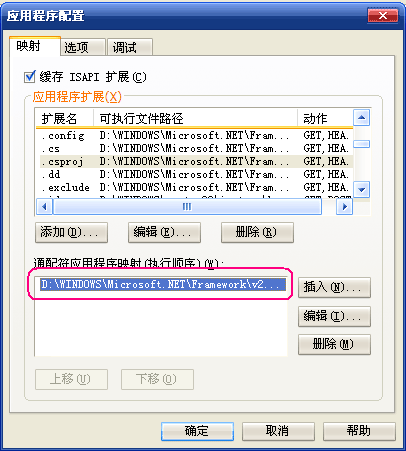 应用程序配置
映射 选项 调试
缓存 ISAPI 扩展(C)
应用程序扩展(X)
扩展名 可执行文件路径 动作
.config D:\WINDOWS\Microsoft.NET\Fram... GET,HEA.
.cs D:\WINDOWS\Microsoft.NET\Fram... GET,HEA.
.csproj D:\WINDOWS\Microsoft.NET\Fram... GET,HEA.
.dd D:\WINDOWS\Microsoft.NET\Fram... GET,HEA.
.exclude D:\WINDOWS\Microsoft.NET\Fram... GET,HEA.
添加(D)... 编辑(E)... 删除(R)
通配符应用程序映射(执行顺序)(W):
D:\WINDOWS\Microsoft.NET\Framework\v2... 插入(N)...
编辑(I)...
删除(M)
上移(U) 下移(O)
确定 取消 帮助